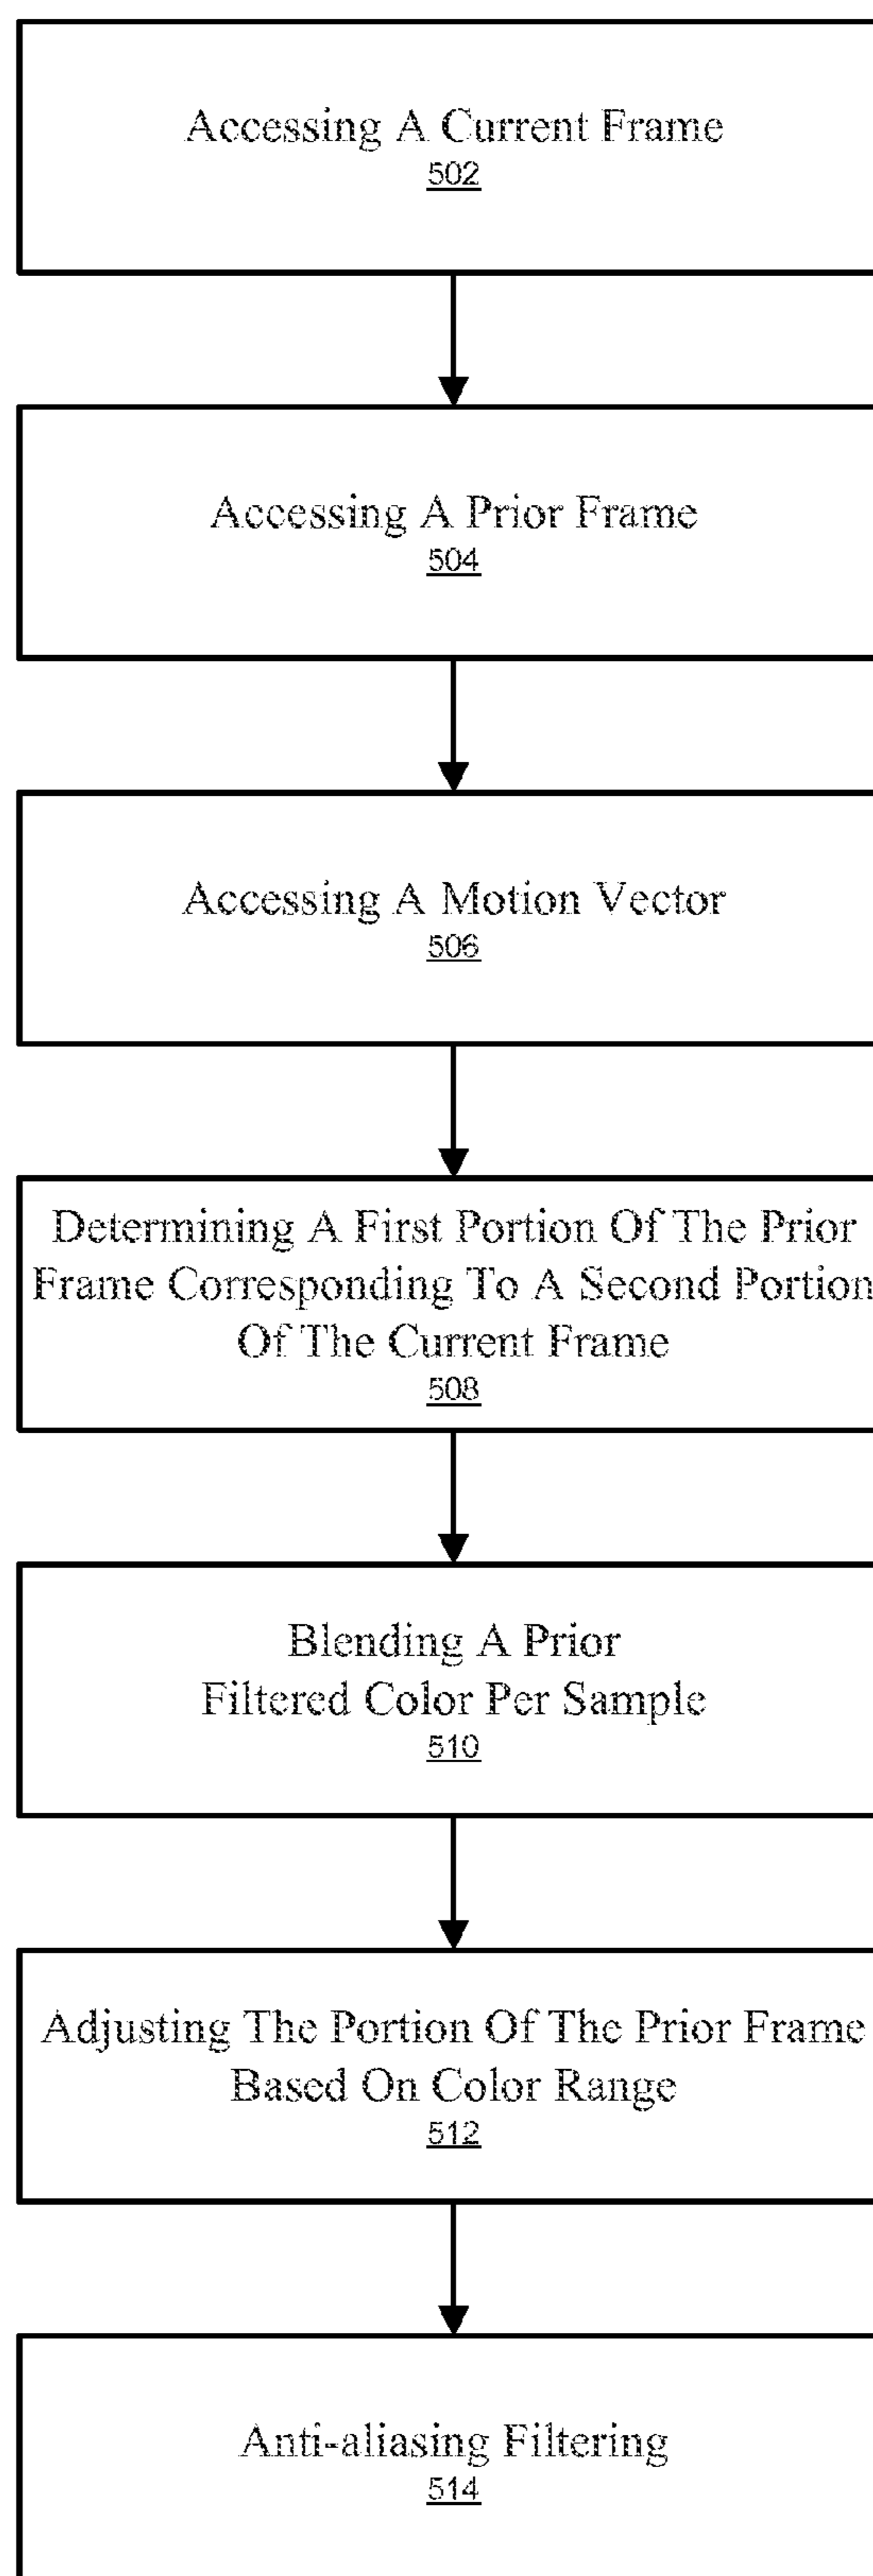 Accessing A Current Frame
502
Accessing A Prior Frame
504
Accessing A Motion Vector
506
Determining A First Portion Of The Prior
Frame Corresponding To A Second Portion
Of The Current Frame
508
Blending A Prior
Filtered Color Per Sample
510
Adjusting The Portion Of The Prior Frame
Based On Color Range
512
Anti-aliasing Filtering
514